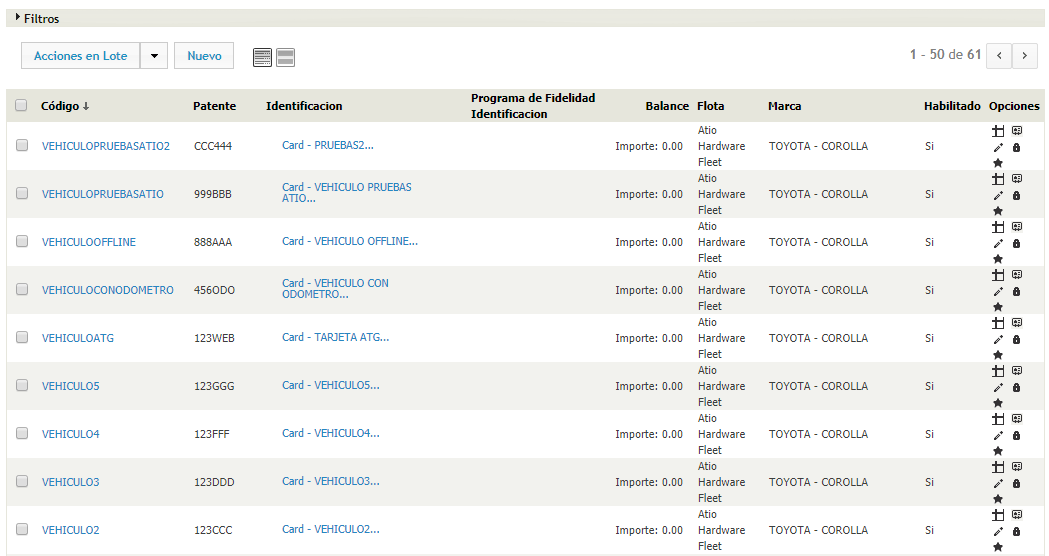 Filtros
Acciones en Lote Nuevo 1 - 50 de 61
Código Patente Identificacion Programa de Fidelidad Identificacion Balance Flota Marca Habilitado Opciones
VEHICULOPRUEBASATIO2 CCC444 Card - PRUEBAS2... Importe: 0.00 Atio Hardware Fleet TOYOTA - COROLLA Si
VEHICULOPRUEBASATIO 999BBB Card - VEHICULO PRUEBAS ATIO... Importe: 0.00 Atio Hardware Fleet TOYOTA - COROLLA Si
VEHICULOOFFLINE 888AAA Card - VEHICULO OFFLINE... Importe: 0.00 Atio Hardware Fleet TOYOTA - COROLLA Si
VEHICULOCONODOMETRO 456ODO Card - VEHICULO CON ODOMETRO... Importe: 0.00 Atio Hardware Fleet TOYOTA - COROLLA Si
VEHICULOATG 123WEB Card - TARJETA ATG... Importe: 0.00 Atio Hardware Fleet TOYOTA - COROLLA Si
VEHICULO5 123GGG Card - VEHICULO5... Importe: 0.00 Atio Hardware Fleet TOYOTA - COROLLA Si
VEHICULO4 123FFF Card - VEHICULO4... Importe: 0.00 Atio Hardware Fleet TOYOTA - COROLLA Si
VEHICULO3 123DDD Card - VEHICULO3... Importe: 0.00 Atio Hardware Fleet TOYOTA - COROLLA Si
VEHICULO2 123CCC Card - VEHICULO2... Importe: 0.00 Atio Hardware Fleet TOYOTA - COROLLA Si